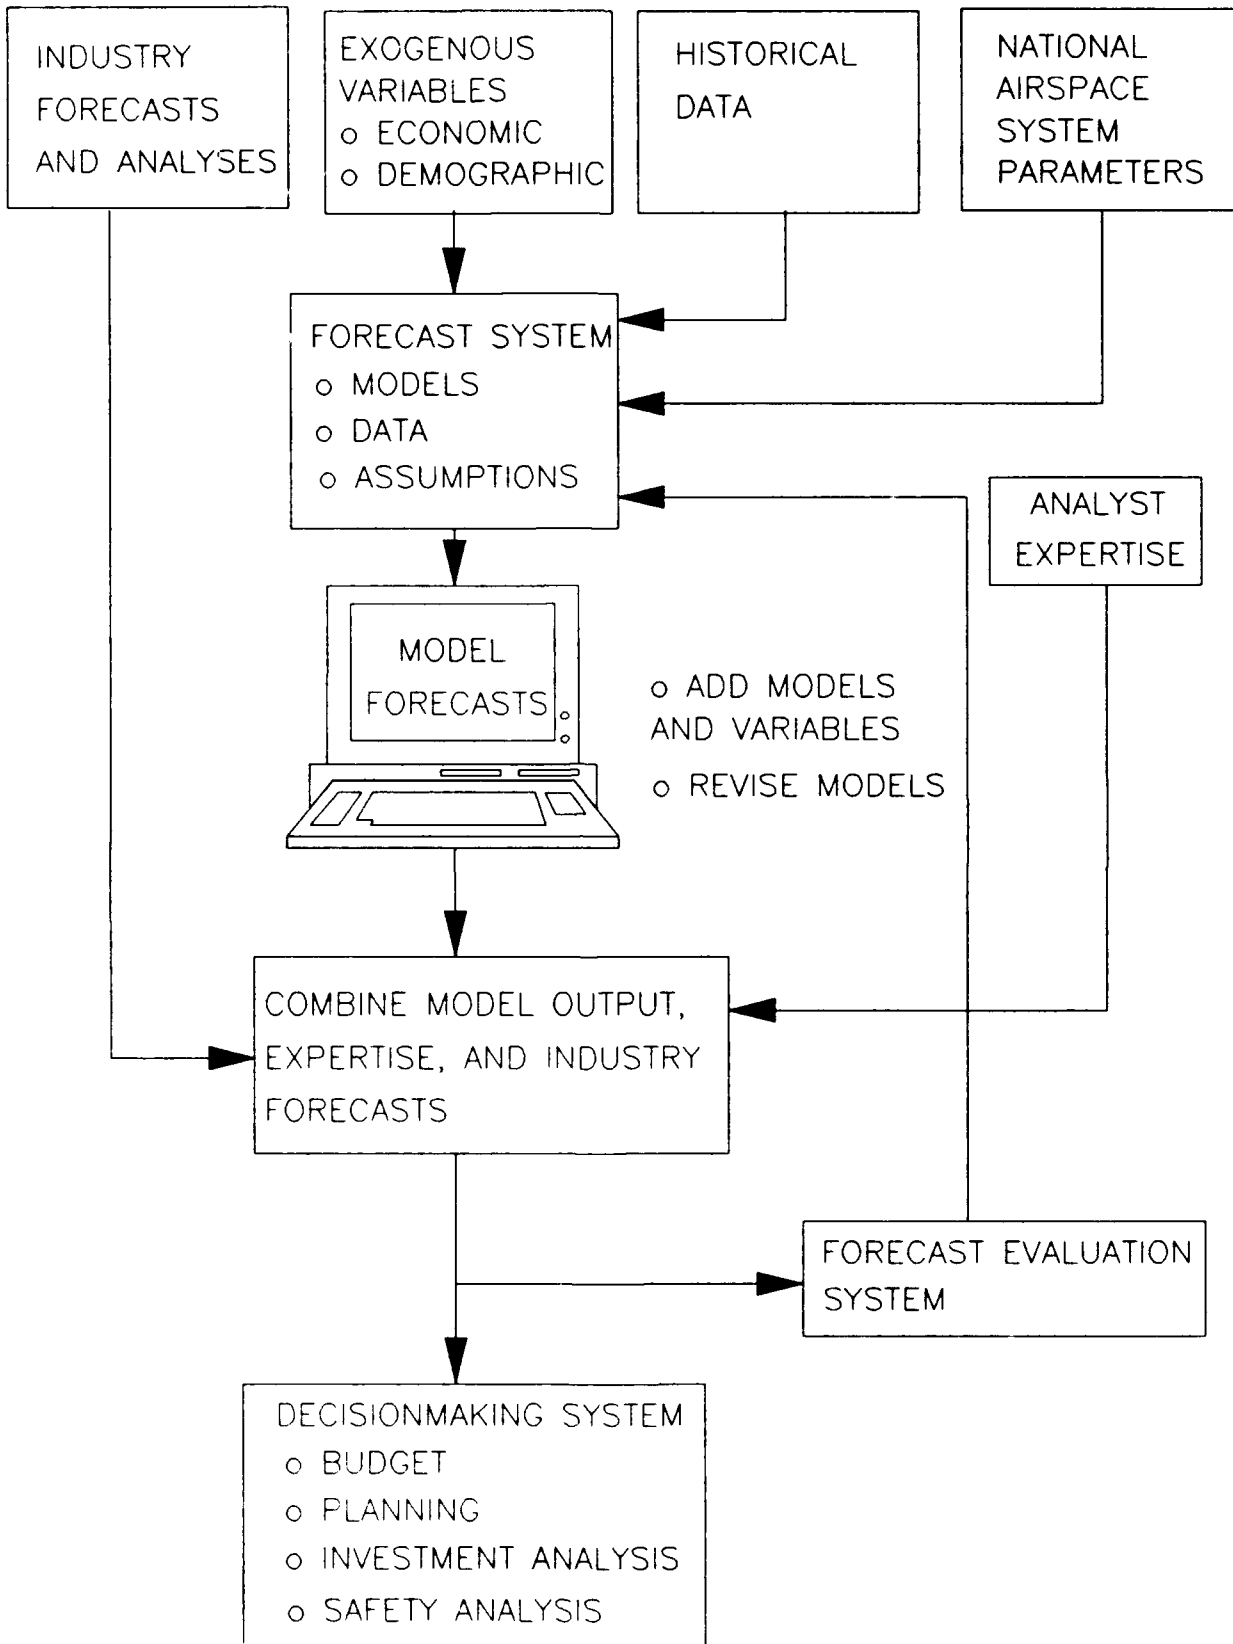 INDUSTRY
FORECASTS
AND ANALYSES
EXOGENOUS
VARIABLES
o ECONOMIC
o DEMOGRAPHIC
HISTORICAL
DATA
NATIONAL
AIRSPACE
SYSTEM
PARAMETERS
FORECAST SYSTEM
o MODELS
o DATA
o ASSUMPTIONS
ANALYST
EXPERTISE
MODEL
FORECASTS
o ADD MODELS
AND VARIABLES
o REVISE MODELS
COMBINE MODEL OUTPUT,
EXPERTISE, AND INDUSTRY
FORECASTS
FORECAST EVALUATION
SYSTEM
DECISIONMAKING SYSTEM
o BUDGET
o PLANNING
o INVESTMENT ANALYSIS
o SAFETY ANALYSIS